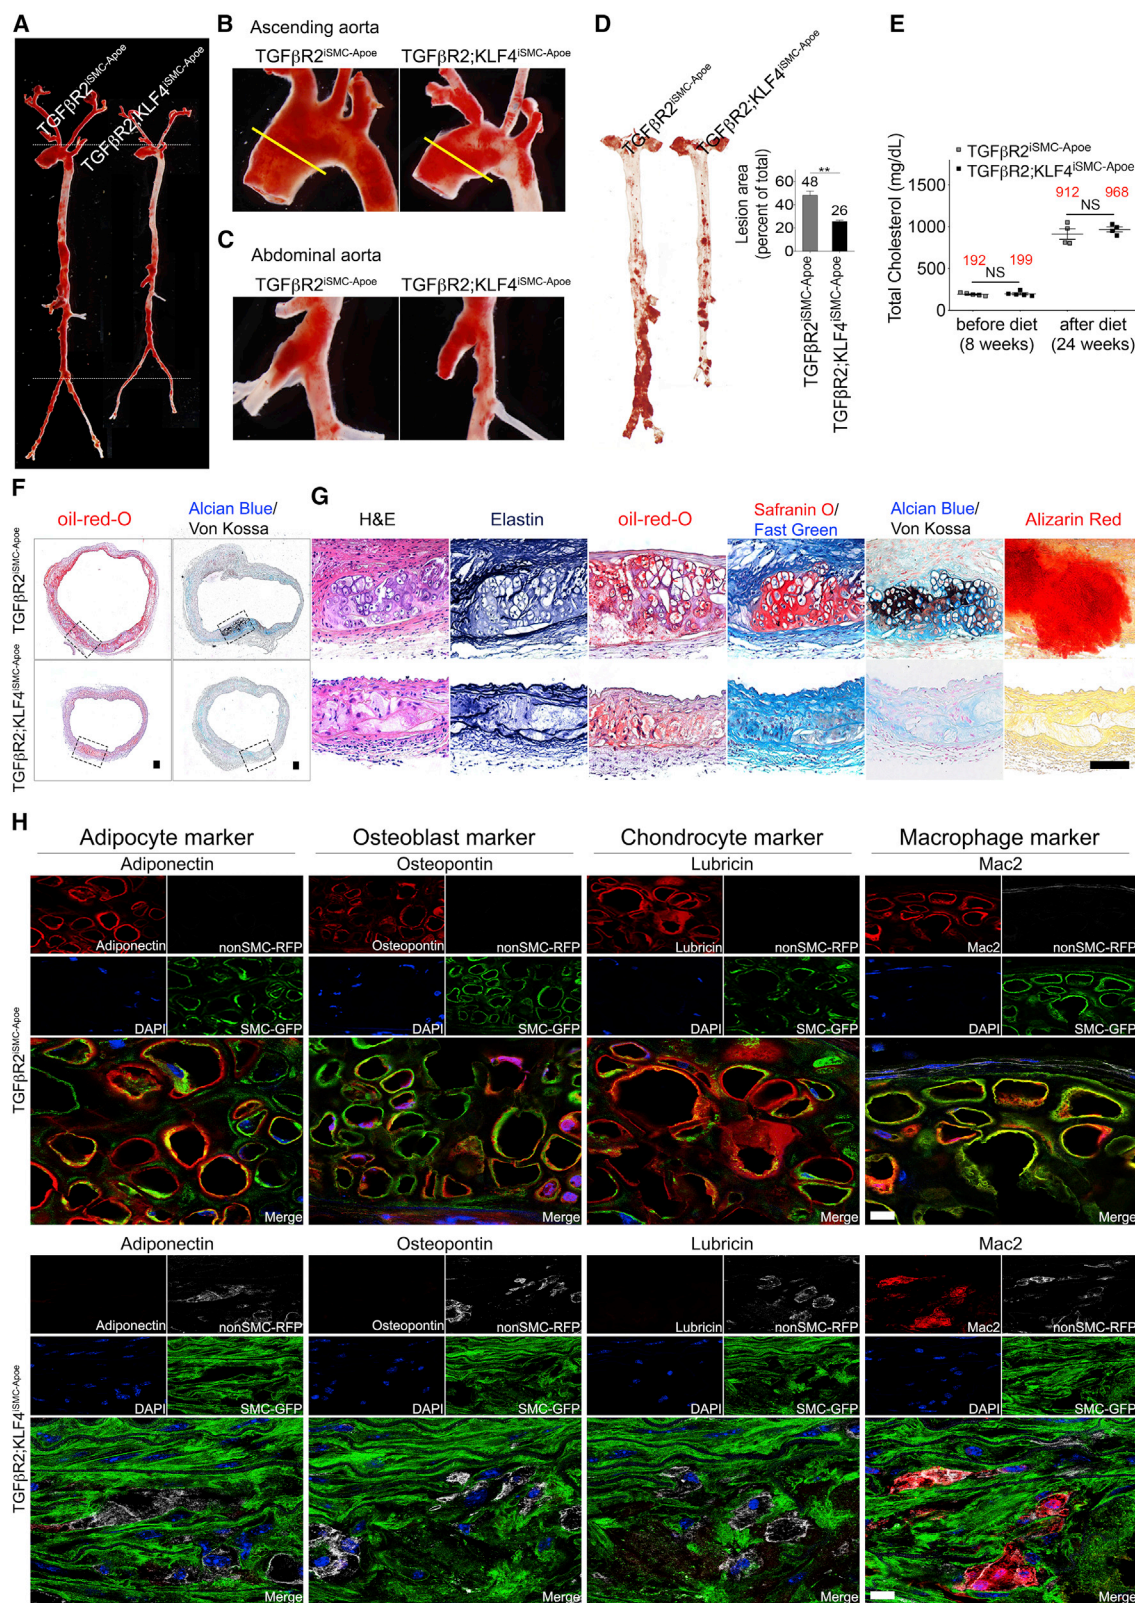 A
TGFβR2iSMC-Apoe
TGFβR2;KLF4iSMC-Apoe
B
Ascending aorta
TGFβR2iSMC-Apoe
TGFβR2;KLF4iSMC-Apoe
C
Abdominal aorta
TGFβR2iSMC-Apoe
TGFβR2;KLF4iSMC-Apoe
D
TGFβR2iSMC-Apoe
TGFβR2;KLF4iSMC-Apoe
Lesion area
(percent of total)
60
40
20
0
48
**
26
TGFβR2iSMC-Apoe
TGFβR2;KLF4iSMC-Apoe
E
TGFβR2iSMC-Apoe
TGFβR2;KLF4iSMC-Apoe
Total Cholesterol (mg/dL)
1500
1000
500
0
912
968
NS
192
199
NS
before diet
(8 weeks)
after diet
(24 weeks)
F
oil-red-O
Alcian Blue/
Von Kossa
TGFβR2iSMC-Apoe
TGFβR2;KLF4iSMC-Apoe
G
H&E
Elastin
oil-red-O
Safranin O/
Fast Green
Alcian Blue/
Von Kossa
Alizarin Red
H
Adipocyte marker
Osteoblast marker
Chondrocyte marker
Macrophage marker
Adiponectin
Osteopontin
Lubricin
Mac2
TGFβR2iSMC-Apoe
Adiponectin
nonSMC-RFP
Osteopontin
nonSMC-RFP
Lubricin
nonSMC-RFP
Mac2
nonSMC-RFP
DAPI
SMC-GFP
DAPI
SMC-GFP
DAPI
SMC-GFP
DAPI
SMC-GFP
Merge
Merge
Merge
Merge
Adiponectin
Osteopontin
Lubricin
Mac2
TGFβR2;KLF4iSMC-Apoe
Adiponectin
nonSMC-RFP
Osteopontin
nonSMC-RFP
Lubricin
nonSMC-RFP
Mac2
nonSMC-RFP
DAPI
SMC-GFP
DAPI
SMC-GFP
DAPI
SMC-GFP
DAPI
SMC-GFP
Merge
Merge
Merge
Merge